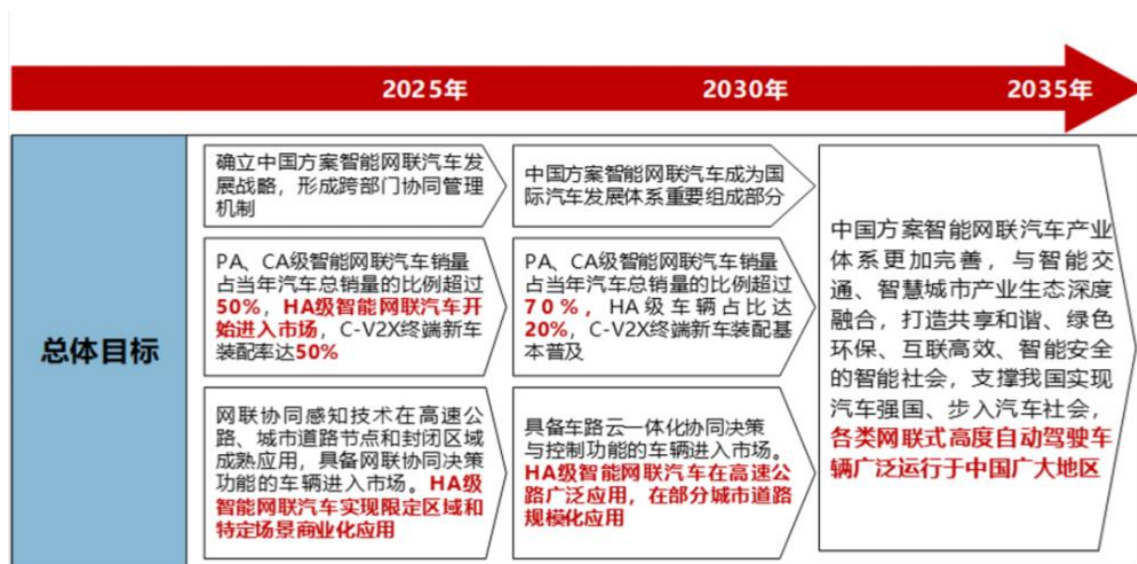 2025年
2030年
2035年
总体目标
确立中国方案智能网联汽车发
展战略，形成跨部门协同管理
机制
PA、CA级智能网联汽车销量
占当年汽车总销量的比例超过
50%，HA级智能网联汽车开
始进入市场，C-V2X终端新车
装配率达50%
网联协同感知技术在高速公
路、城市道路节点和封闭区域
成熟应用，具备网联协同决策
功能的车辆进入市场。HA级
智能网联汽车实现限定区域和
特定场景商业化应用
中国方案智能网联汽车成为国
际汽车发展体系重要组成部分
PA、CA级智能网联汽车销量
占当年汽车总销量的比例超过
70%，HA级车辆占比达
20%，C-V2X终端新车装配基
本普及
具备车路云一体化协同决策
与控制功能的车辆进入市场。
HA级智能网联汽车在高速公
路广泛应用，在部分城市道路
规模化应用
中国方案智能网联汽车产业
体系更加完善，与智能交
通、智慧城市产业生态深度
融合，打造共享和谐、绿色
环保、互联高效、智能安全
的智能社会，支撑我国实现
汽车强国、步入汽车社会，
各类网联式高度自动驾驶车
辆广泛运行于中国广大地区